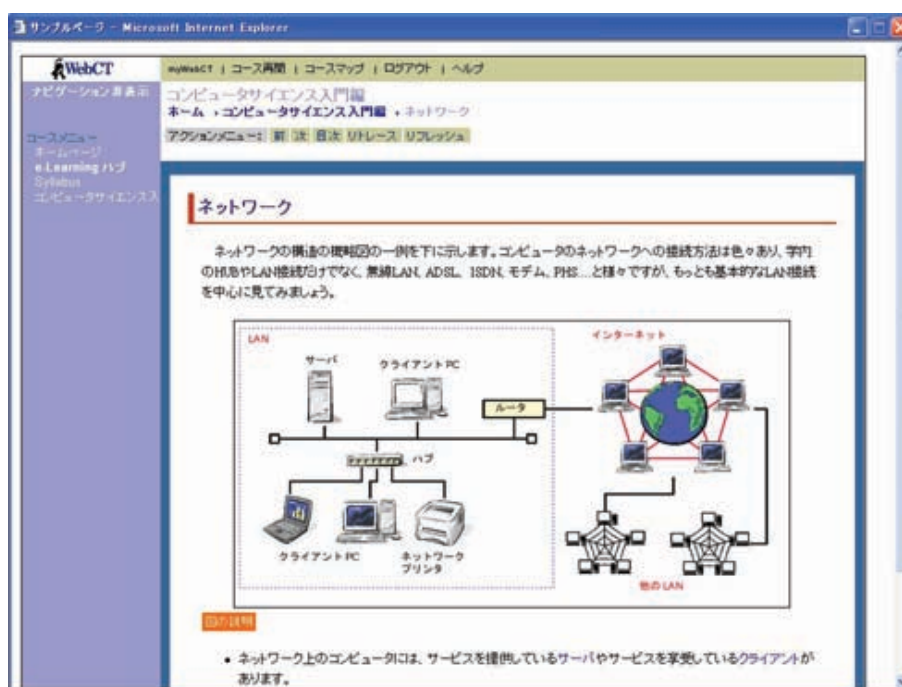 サンプルページ - Microsoft Internet Explorer
WebCT
myWebCT | コース再開 | コースマップ | ログアウト | ヘルプ
ナビゲーション非表示
コンピュータサイエンス入門編
ホーム › コンピュータサイエンス入門編 › ネットワーク
アクションメニュー: 前 次 目次 リトレース リフレッシュ
コースメニュー
ホームページ
e-Learning ハブ
Syllabus
コンピュータサイエンス入
ネットワーク
ネットワークの構造の概略図の一例を下に示します。コンピュータのネットワークへの接続方法は色々あり、学内
のHUBやLAN接続だけでなく、無線LAN、ADSL、ISDN、モデム、PHS...と様々ですが、もっとも基本的なLAN接続
を中心に見てみましょう。
LAN
インターネット
サーバ
クライアントPC
ルータ
ハブ
クライアントPC
ネットワーク
プリンタ
他のLAN
図の説明
• ネットワーク上のコンピュータには、サービスを提供しているサーバやサービスを享受しているクライアントが
あります。